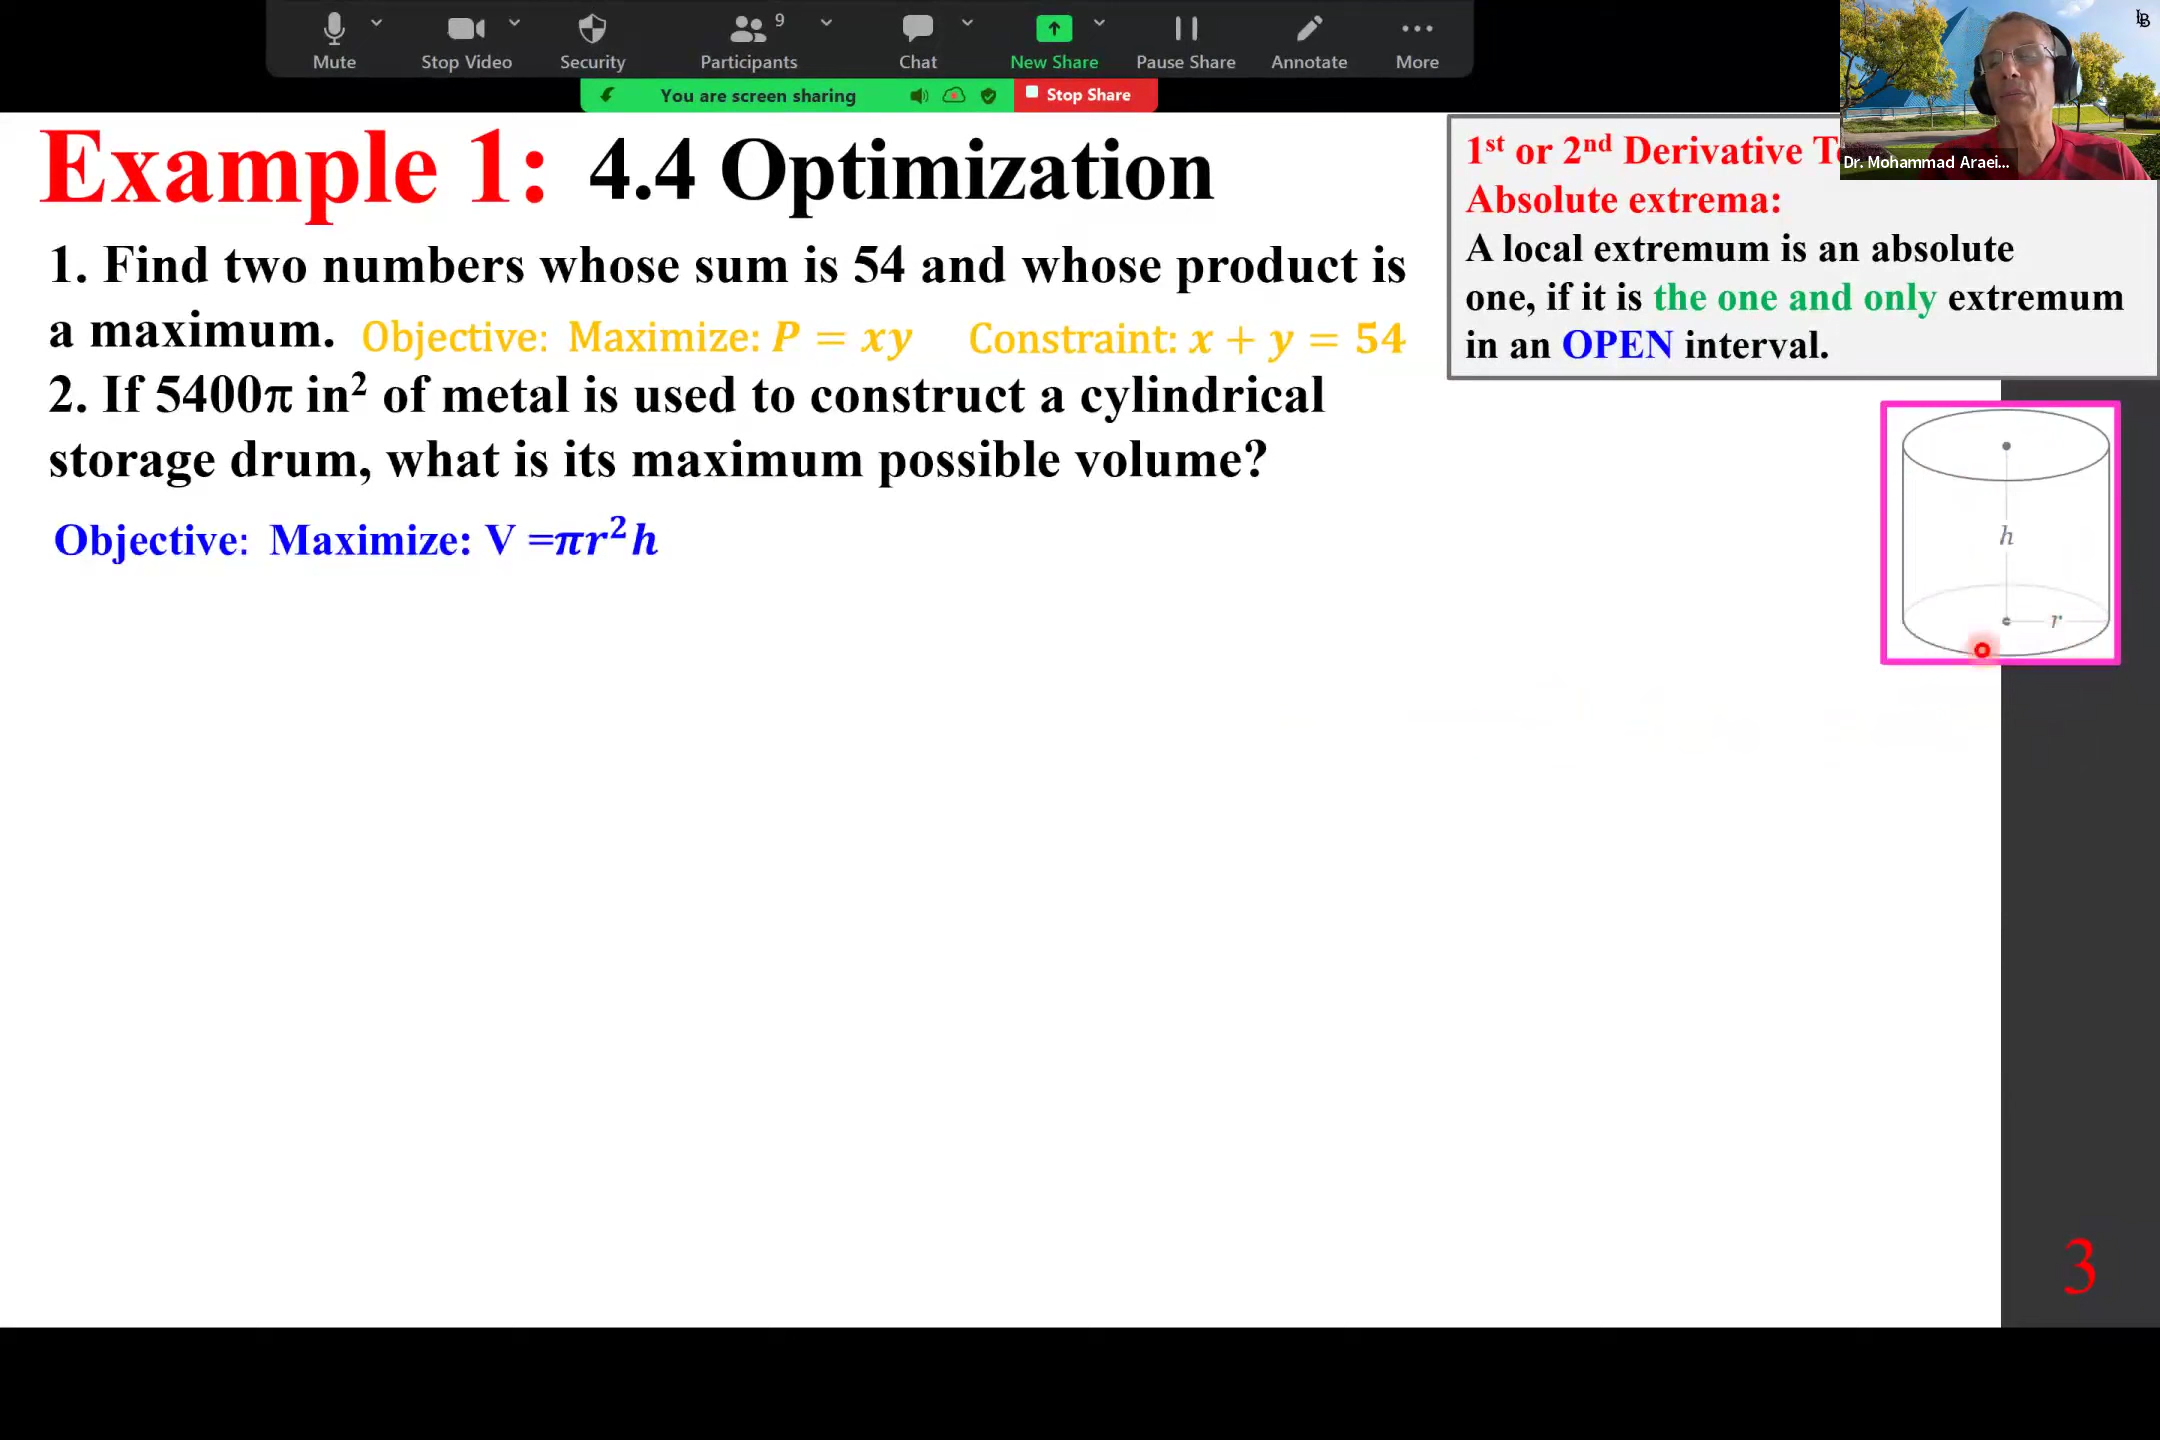 Mute
Stop Video
Security
9
Participants
Chat
New Share
Pause Share
Annotate
More
You are screen sharing
Stop Share
Dr. Mohammad Araei...
Example 1: 4.4 Optimization
1. Find two numbers whose sum is 54 and whose product is
a maximum. Objective: Maximize: P = xy Constraint: x + y = 54
2. If 5400π in² of metal is used to construct a cylindrical
storage drum, what is its maximum possible volume?
Objective: Maximize: V =πr²h
1st or 2nd Derivative
Absolute extrema:
A local extremum is an absolute
one, if it is the one and only extremum
in an OPEN interval.
h
r
3